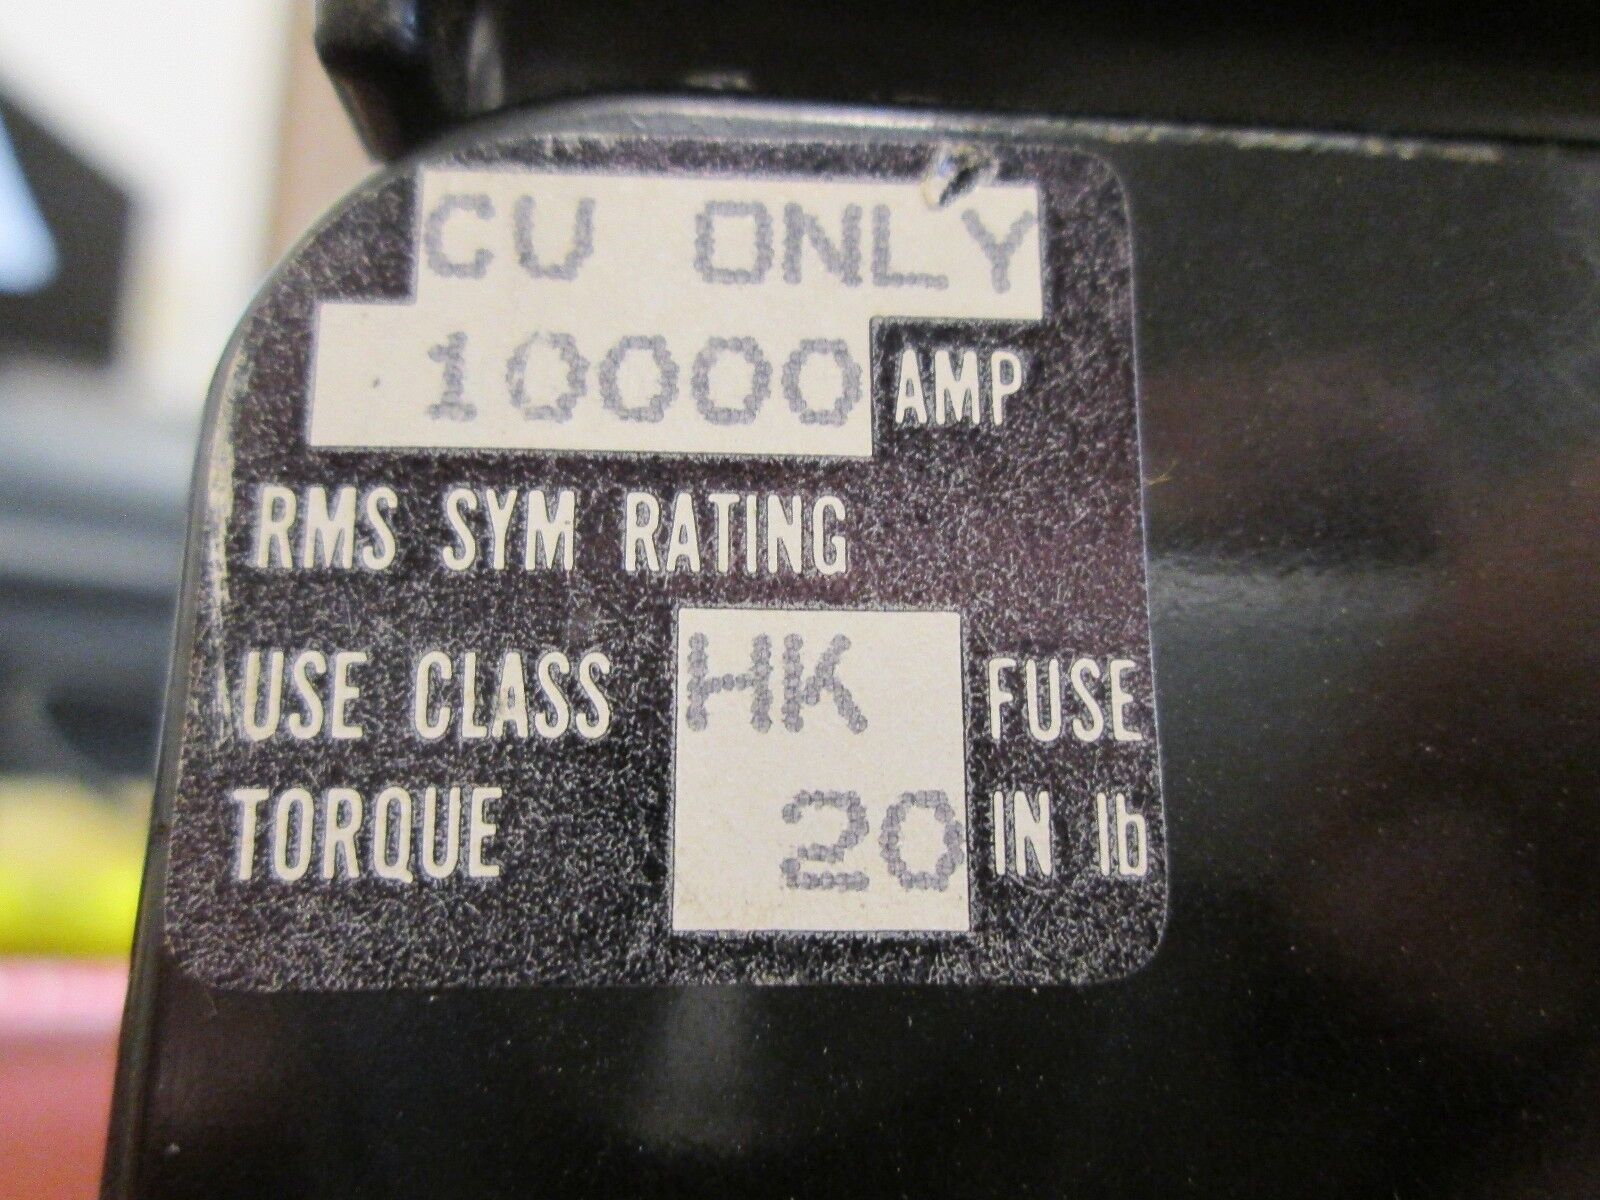 CU ONLY
10000 AMP
RMS SYM RATING
USE CLASS HK FUSE
TORQUE 20 IN lb